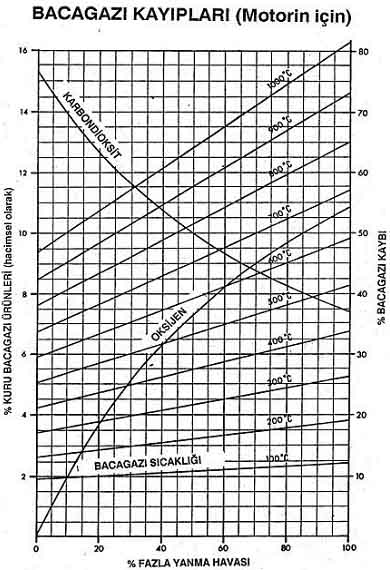 BACAGAZI KAYIPLARI (Motorin için)
% KURU BACAGAZI ÜRÜNLERİ (hacimsel olarak)
16
14
12
10
8
6
4
2
KARBONDİOKSİT
OKSİJEN
1000°C
900°C
800°C
700°C
600°C
500°C
400°C
300°C
200°C
100°C
BACAGAZI SICAKLIĞI
80
70
60
50
40
30
20
10
% BACAGAZI KAYBI
0 20 40 60 80 100
% FAZLA YANMA HAVASI